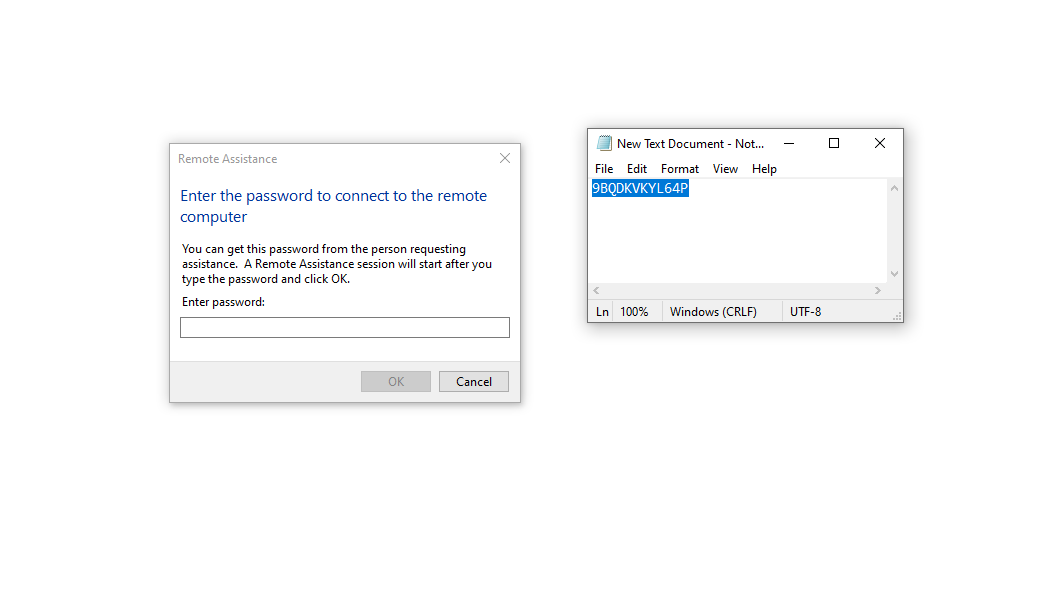 Remote Assistance
Enter the password to connect to the remote
computer
You can get this password from the person requesting
assistance. A Remote Assistance session will start after you
type the password and click OK.
Enter password:
OK
Cancel
New Text Document - Not...
File Edit Format View Help
9BQDKVKYL64P
Ln 100% Windows (CRLF) UTF-8